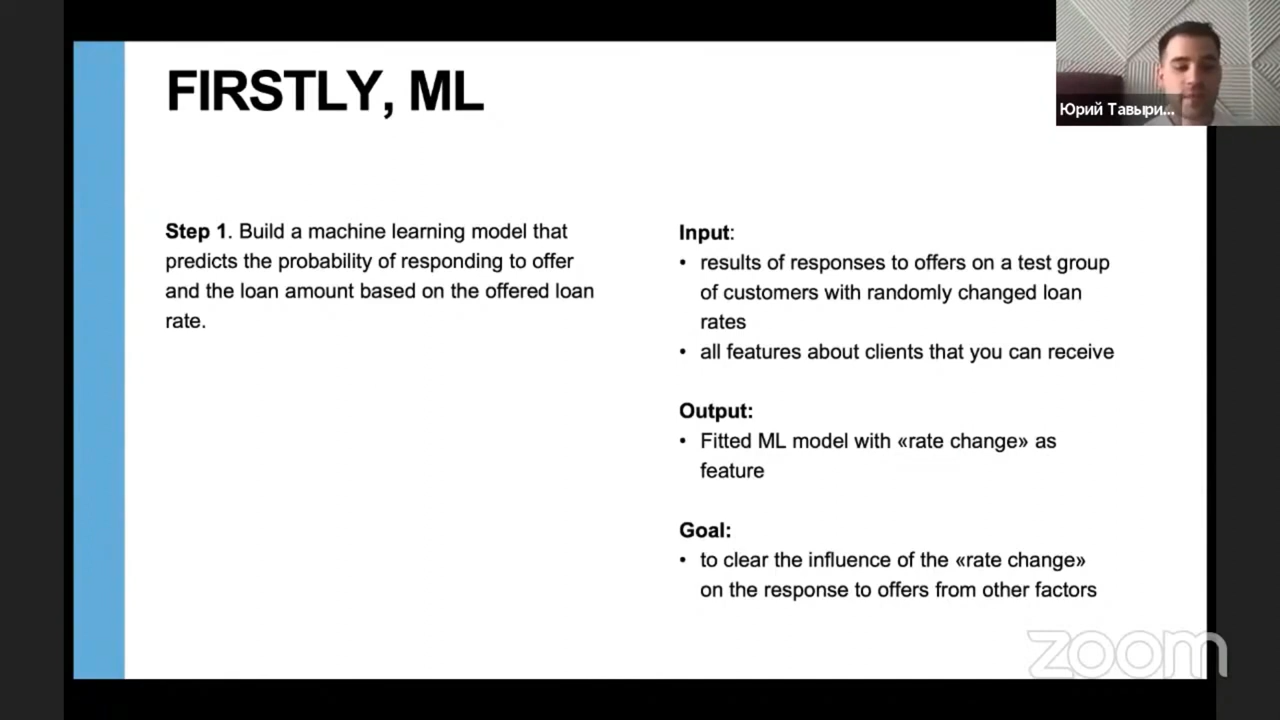 FIRSTLY, ML
Юрий Тавыри...
Step 1. Build a machine learning model that
predicts the probability of responding to offer
and the loan amount based on the offered loan
rate.
Input:
• results of responses to offers on a test group
of customers with randomly changed loan
rates
• all features about clients that you can receive
Output:
• Fitted ML model with «rate change» as
feature
Goal:
• to clear the influence of the «rate change»
on the response to offers from other factors
zoom